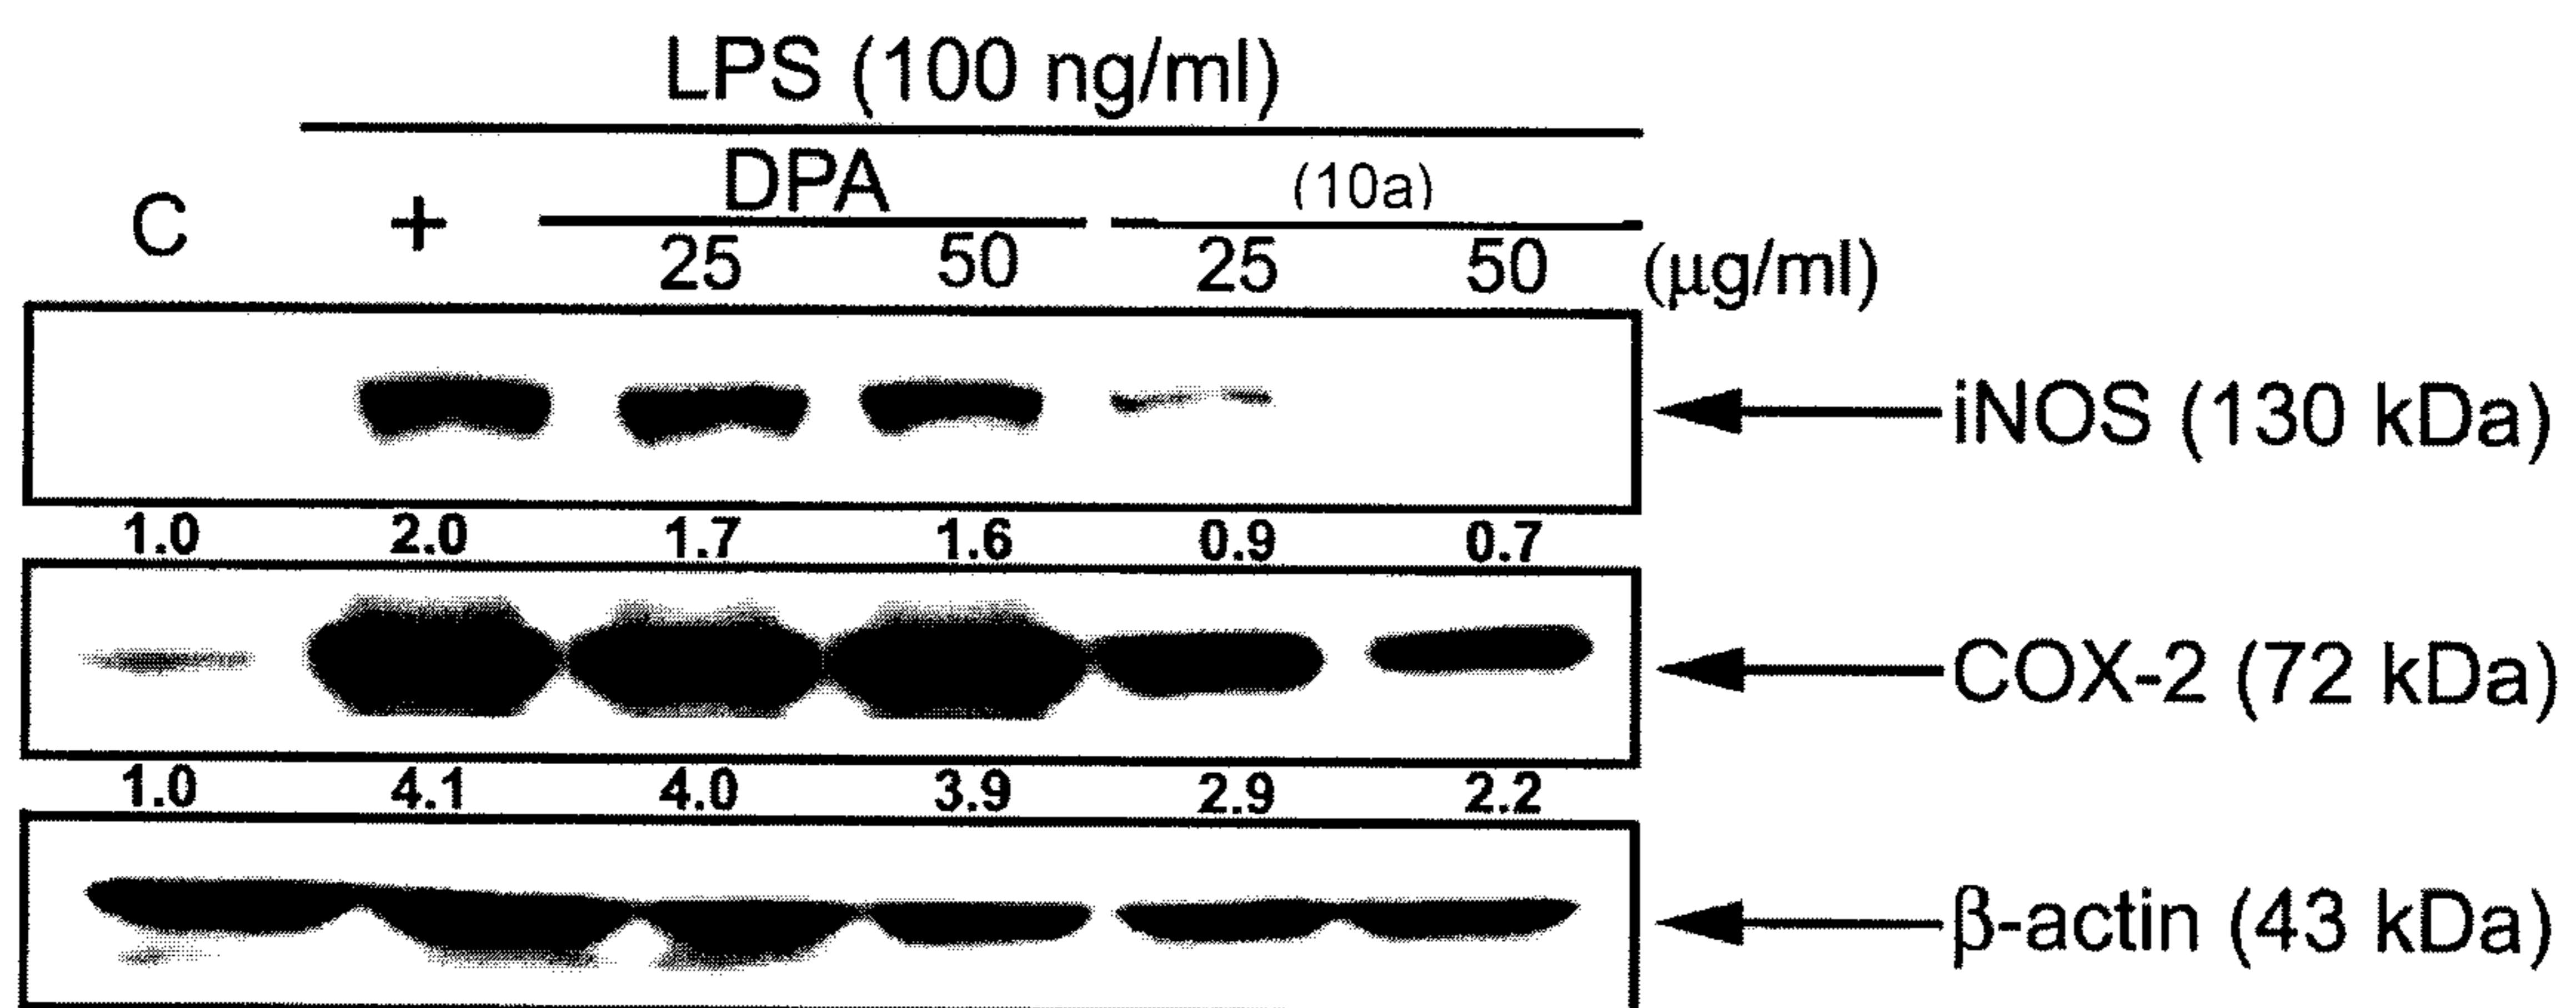 LPS (100 ng/ml)
DPA (10a)
C + 25 50 25 50 (μg/ml)
iNOS (130 kDa)
1.0 2.0 1.7 1.6 0.9 0.7
COX-2 (72 kDa)
1.0 4.1 4.0 3.9 2.9 2.2
β-actin (43 kDa)